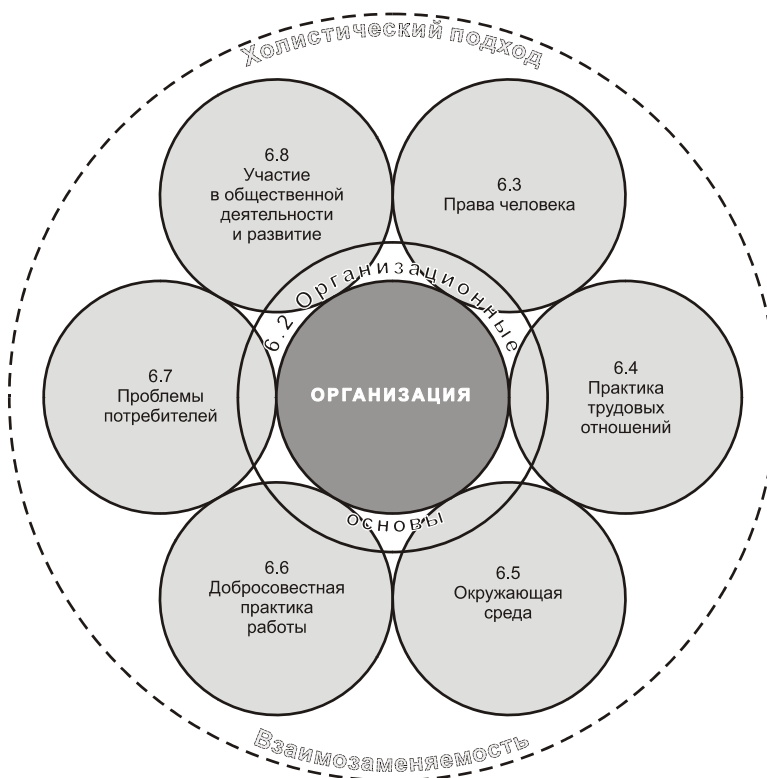 Холистический подход
6.8
Участие
в общественной
деятельности
и развитие
6.3
Права человека
6.2 Организационные
6.7
Проблемы
потребителей
ОРГАНИЗАЦИЯ
6.4
Практика
трудовых
отношений
основы
6.6
Добросовестная
практика
работы
6.5
Окружающая
среда
Взаимозаменяемость